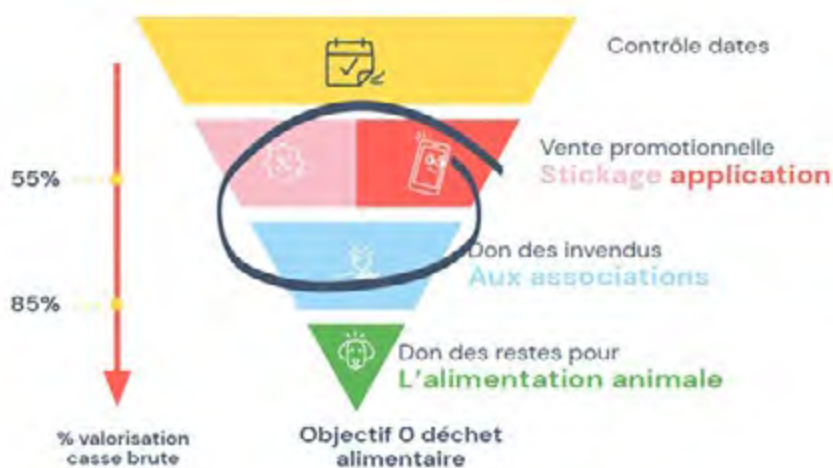 Contrôle dates
Vente promotionnelle
Stickage application
55%
Don des invendus
Aux associations
85%
Don des restes pour
L'alimentation animale
% valorisation
casse brute
Objectif 0 déchet
alimentaire